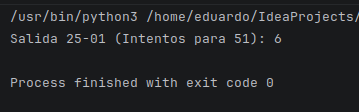 /usr/bin/python3 /home/eduardo/IdeaProjects/
Salida 25-01 (Intentos para 51): 6
Process finished with exit code 0